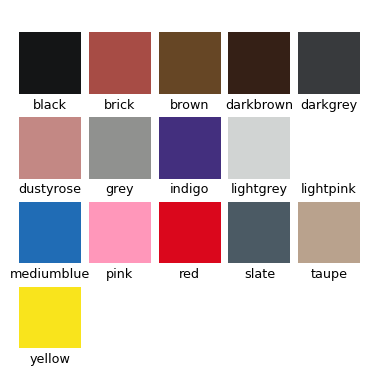 black brick brown darkbrown darkgrey
dustyrose grey indigo lightgrey lightpink
mediumblue pink red slate taupe
yellow